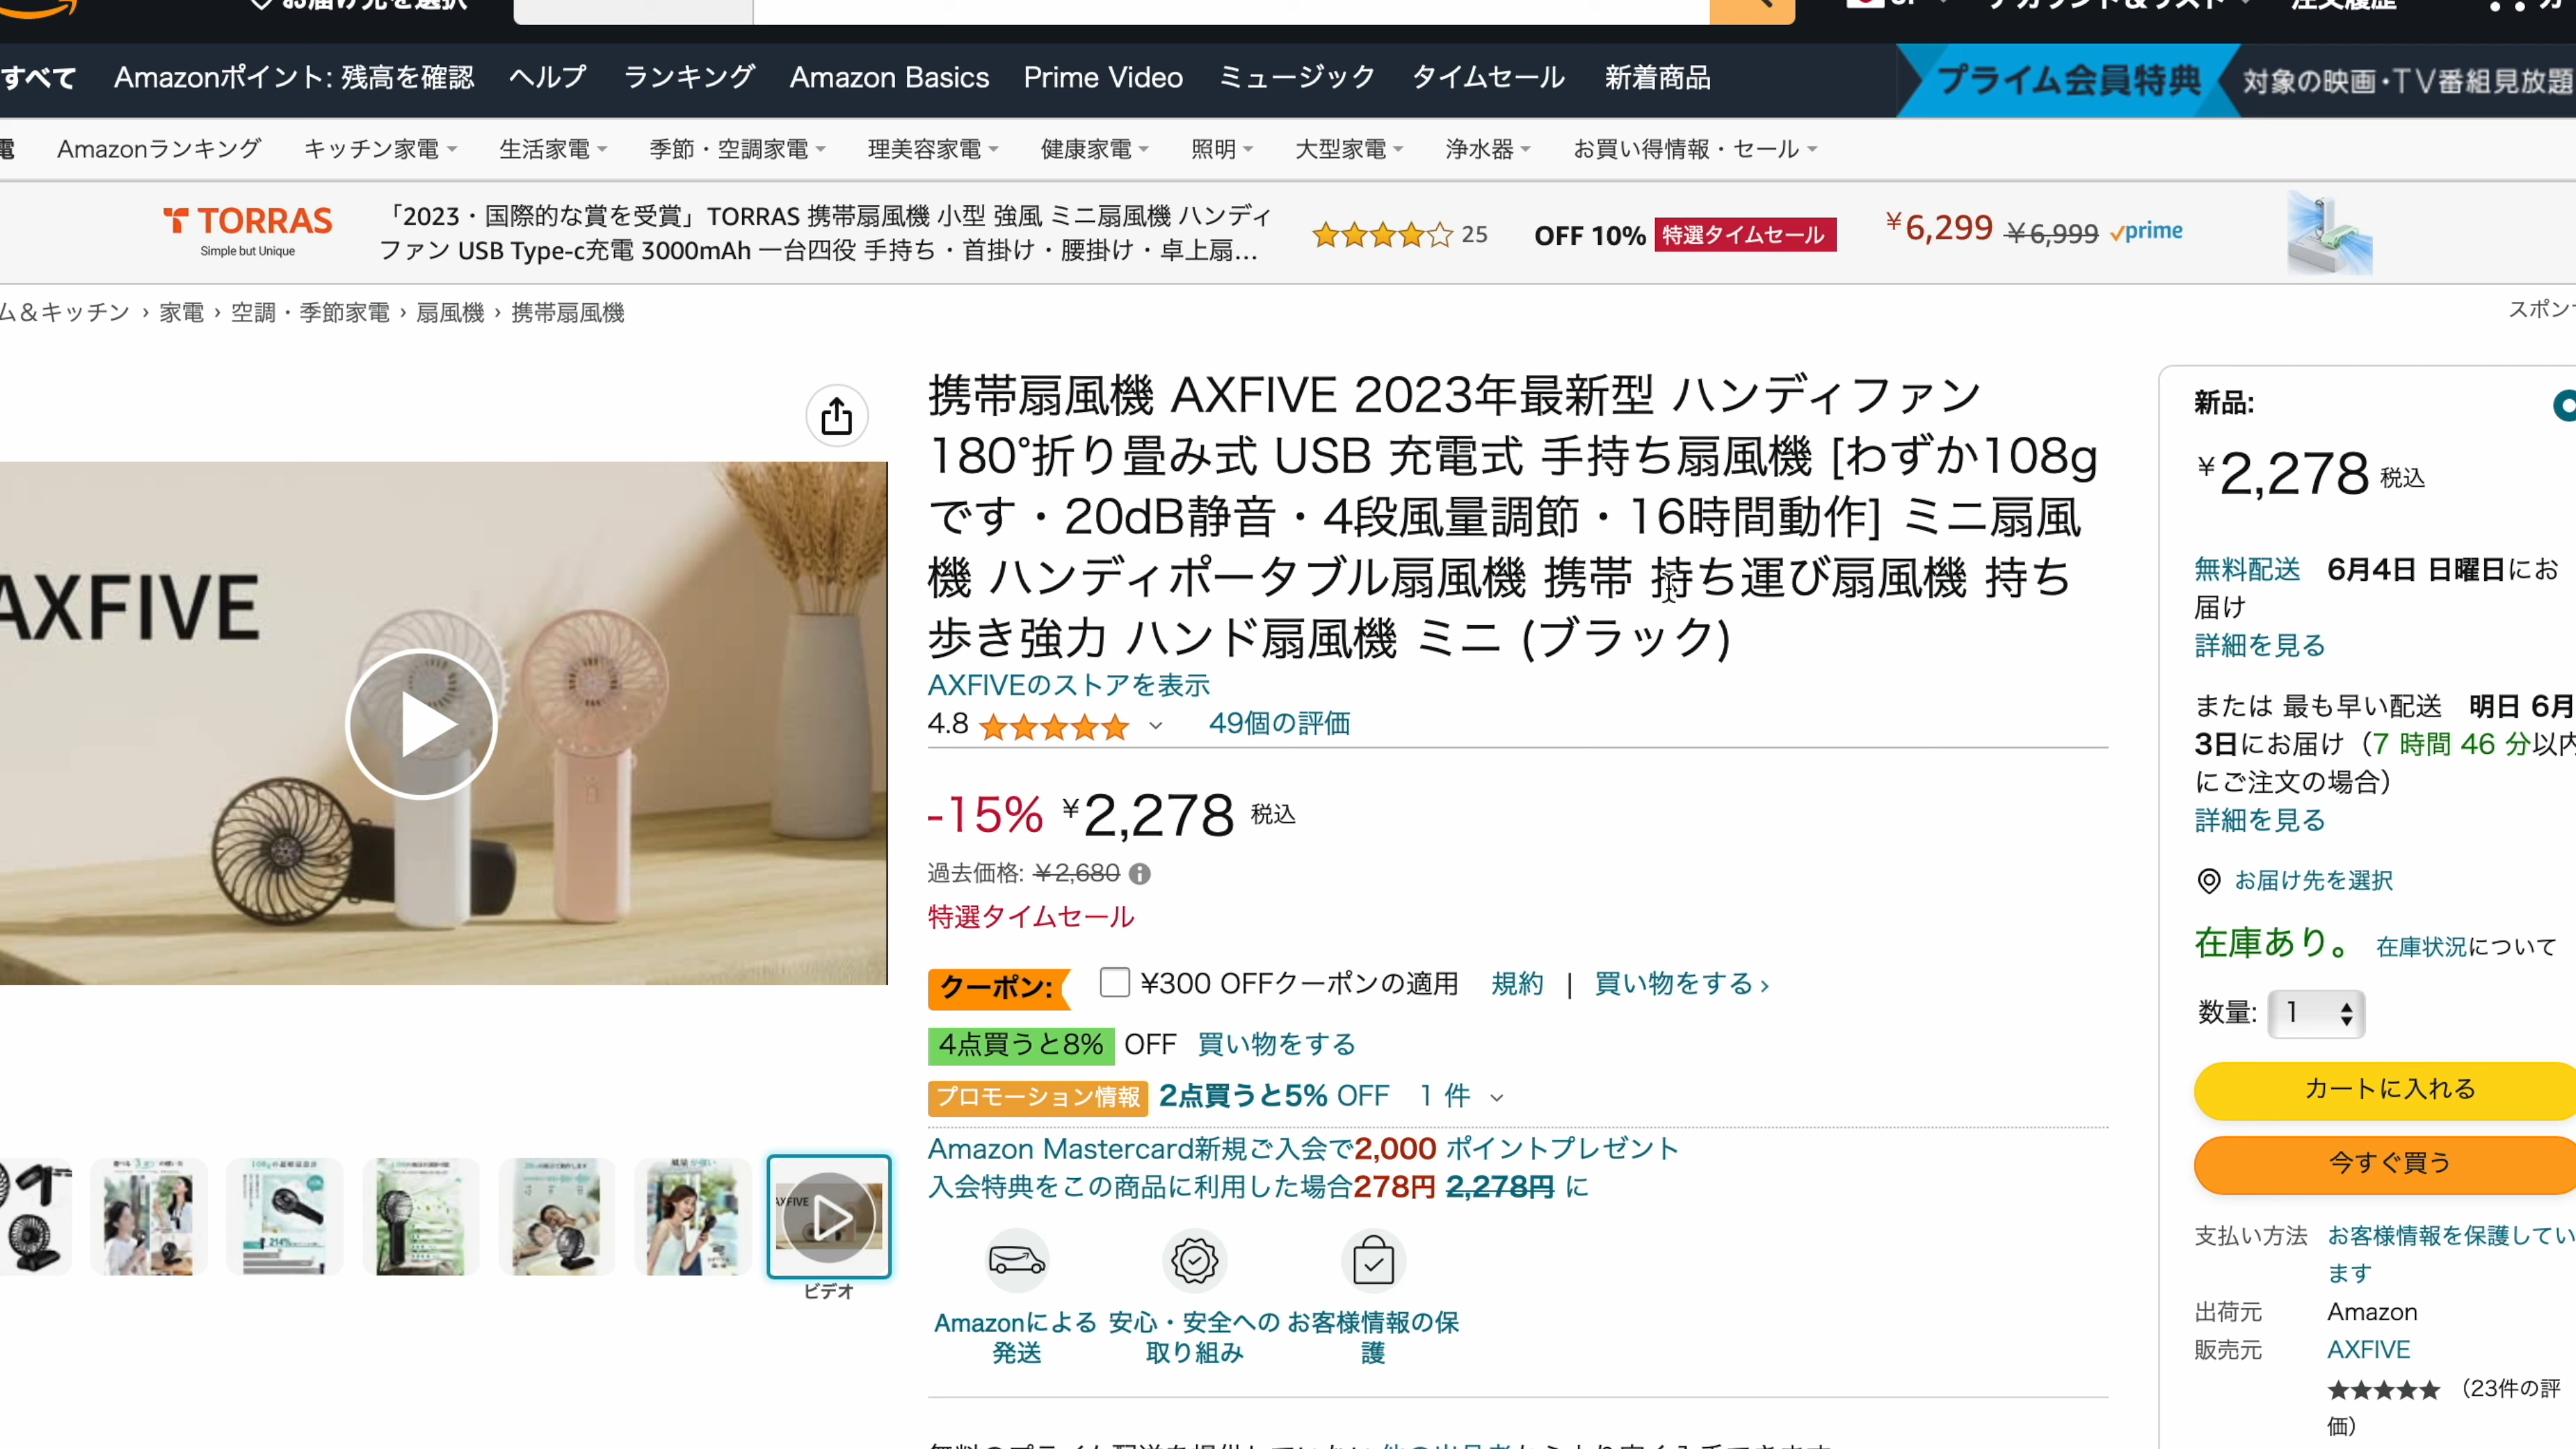 お届け先を選択
すべて Amazonポイント: 残高を確認 ヘルプ ランキング Amazon Basics Prime Video ミュージック タイムセール 新着商品 プライム会員特典 対象の映画・TV番組見放題
Amazonランキング キッチン家電 生活家電 季節・空調家電 理美容家電 健康家電 照明 大型家電 浄水器 お買い得情報・セール
TORRAS
Simple but Unique
「2023・国際的な賞を受賞」TORRAS 携帯扇風機 小型 強風 ミニ扇風機 ハンディ
ファン USB Type-c充電 3000mAh 一台四役 手持ち・首掛け・腰掛け・卓上扇...
25 OFF 10% 特選タイムセール ¥6,299 ¥6,999 prime
ム＆キッチン › 家電 › 空調・季節家電 › 扇風機 › 携帯扇風機
スポン
携帯扇風機 AXFIVE 2023年最新型 ハンディファン
180°折り畳み式 USB 充電式 手持ち扇風機 [わずか108g
です・20dB静音・4段風量調節・16時間動作] ミニ扇風
機 ハンディポータブル扇風機 携帯 持ち運び扇風機 持ち
歩き強力 ハンド扇風機 ミニ (ブラック)
AXFIVEのストアを表示
4.8 49個の評価
-15% ¥2,278 税込
過去価格: ¥2,680
特選タイムセール
クーポン: ¥300 OFFクーポンの適用 規約 | 買い物をする ›
4点買うと8% OFF 買い物をする
プロモーション情報 2点買うと5% OFF 1 件
Amazon Mastercard新規ご入会で2,000 ポイントプレゼント
入会特典をこの商品に利用した場合278円 2,278円 に
Amazonによる
発送
安心・安全への
取り組み
お客様情報の保
護
AXFIVE
ビデオ
新品:
¥2,278 税込
無料配送 6月4日 日曜日にお
届け
詳細を見る
または 最も早い配送 明日 6月
3日にお届け（7 時間 46 分以内
にご注文の場合）
詳細を見る
お届け先を選択
在庫あり。 在庫状況について
数量: 1
カートに入れる
今すぐ買う
支払い方法 お客様情報を保護してい
ます
出荷元 Amazon
販売元 AXFIVE
（23件の評
価）